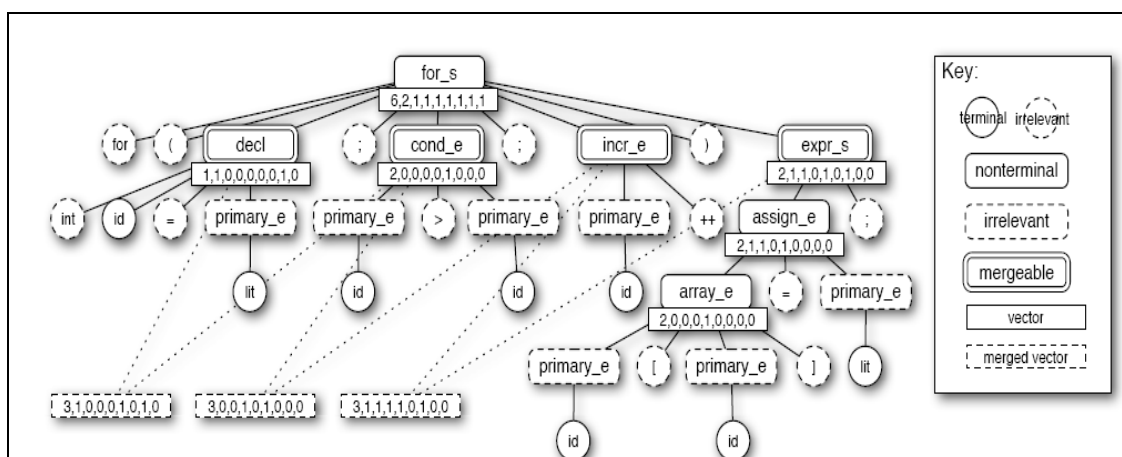 for_s
Key:
6,2,1,1,1,1,1,1,1
terminal irrelevant
for ( decl ; cond_e ; incr_e ) expr_s
1,1,0,0,0,0,0,1,0 2,0,0,0,0,1,0,0,0 2,1,1,0,1,0,1,0,0
nonterminal
int id = primary_e primary_e > primary_e primary_e ++ assign_e ;
irrelevant
2,1,1,0,1,0,0,0,0
mergeable
lit id id id array_e = primary_e
2,0,0,0,1,0,0,0,0
vector
primary_e [ primary_e ] lit
merged vector
3,1,0,0,0,1,0,1,0 3,0,0,1,0,1,0,0,0 3,1,1,1,1,0,1,0,0
id id